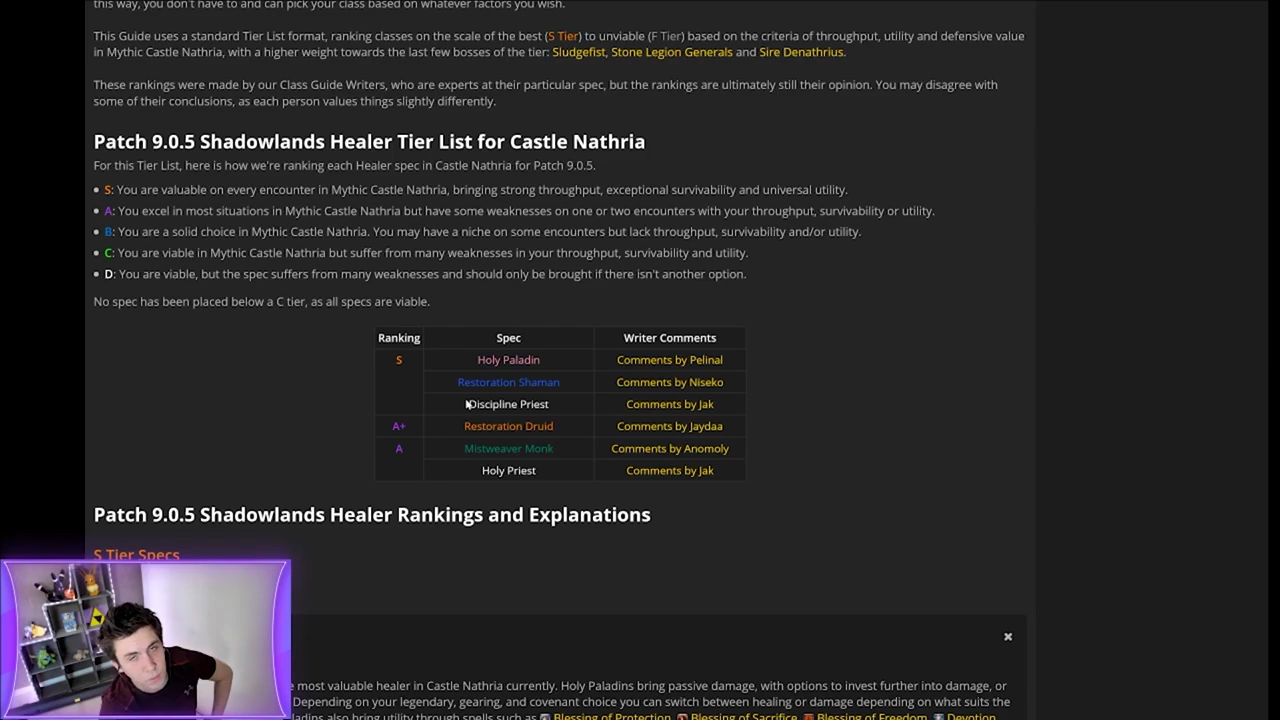 this way, you don't have to and can pick your class based on whatever factors you wish.
This Guide uses a standard Tier List format, ranking classes on the scale of the best (S Tier) to unviable (F Tier) based on the criteria of throughput, utility and defensive value
in Mythic Castle Nathria, with a higher weight towards the last few bosses of the tier: Sludgefist, Stone Legion Generals and Sire Denathrius.
These rankings were made by our Class Guide Writers, who are experts at their particular spec, but the rankings are ultimately still their opinion. You may disagree with
some of their conclusions, as each person values things slightly differently.
Patch 9.0.5 Shadowlands Healer Tier List for Castle Nathria
For this Tier List, here is how we're ranking each Healer spec in Castle Nathria for Patch 9.0.5.
• S: You are valuable on every encounter in Mythic Castle Nathria, bringing strong throughput, exceptional survivability and universal utility.
• A: You excel in most situations in Mythic Castle Nathria but have some weaknesses on one or two encounters with your throughput, survivability or utility.
• B: You are a solid choice in Mythic Castle Nathria. You may have a niche on some encounters but lack throughput, survivability and/or utility.
• C: You are viable in Mythic Castle Nathria but suffer from many weaknesses in your throughput, survivability and utility.
• D: You are viable, but the spec suffers from many weaknesses and should only be brought if there isn't another option.
No spec has been placed below a C tier, as all specs are viable.
Ranking Spec Writer Comments
S Holy Paladin Comments by Pelinal
Restoration Shaman Comments by Niseko
Discipline Priest Comments by Jak
A+ Restoration Druid Comments by Jaydaa
A Mistweaver Monk Comments by Anomoly
Holy Priest Comments by Jak
Patch 9.0.5 Shadowlands Healer Rankings and Explanations
S Tier Specs
most valuable healer in Castle Nathria currently. Holy Paladins bring passive damage, with options to invest further into damage, or
Depending on your legendary, gearing, and covenant choice you can switch between healing or damage depending on what suits the
also bring utility through spells such as Blessing of Protection, Blessing of Sacrifice, Blessing of Freedom, Devotion